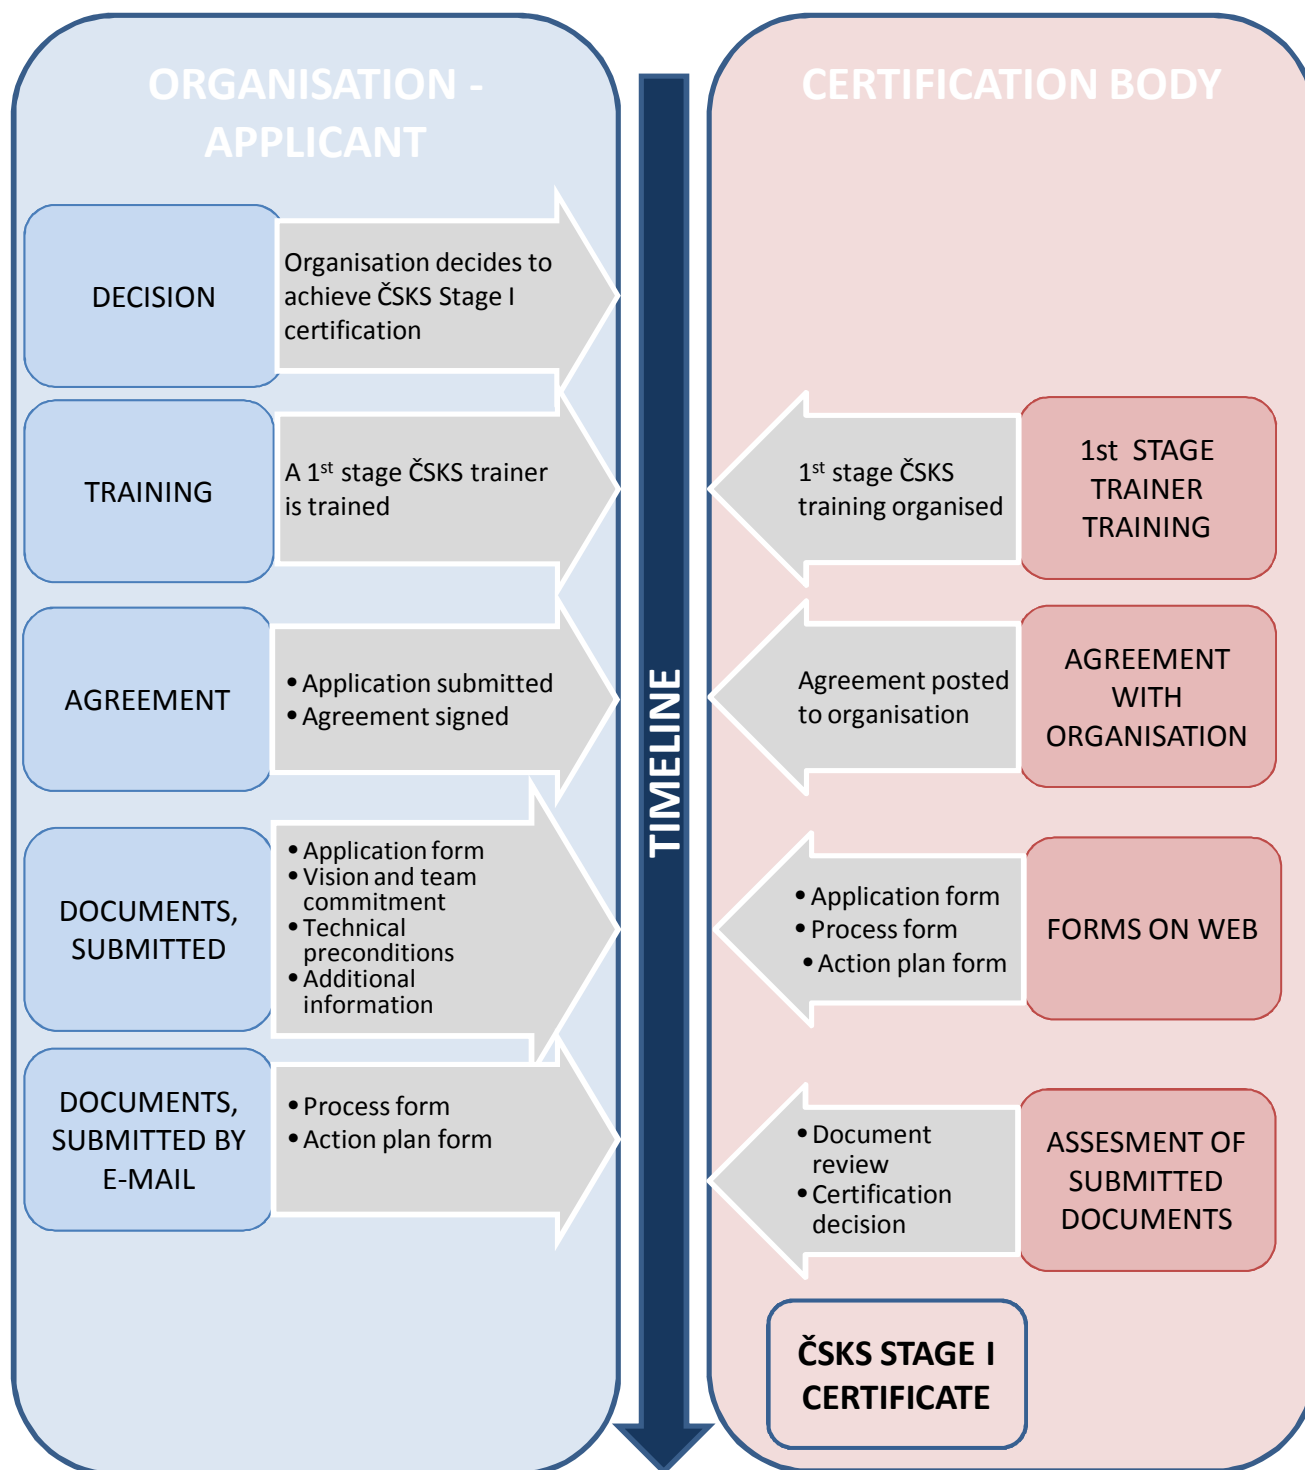 ORGANISATION -
APPLICANT
DECISION
Organisation decides to
achieve ČSKS Stage I
certification
TRAINING
A 1st stage ČSKS trainer
is trained
AGREEMENT
• Application submitted
• Agreement signed
DOCUMENTS,
SUBMITTED
• Application form
• Vision and team
commitment
• Technical
preconditions
• Additional
information
DOCUMENTS,
SUBMITTED BY
E-MAIL
• Process form
• Action plan form
TIMELINE
CERTIFICATION BODY
1st stage ČSKS
training organised
1st STAGE
TRAINER
TRAINING
Agreement posted
to organisation
AGREEMENT
WITH
ORGANISATION
• Application form
• Process form
• Action plan form
FORMS ON WEB
• Document
review
• Certification
decision
ASSESMENT OF
SUBMITTED
DOCUMENTS
ČSKS STAGE I
CERTIFICATE